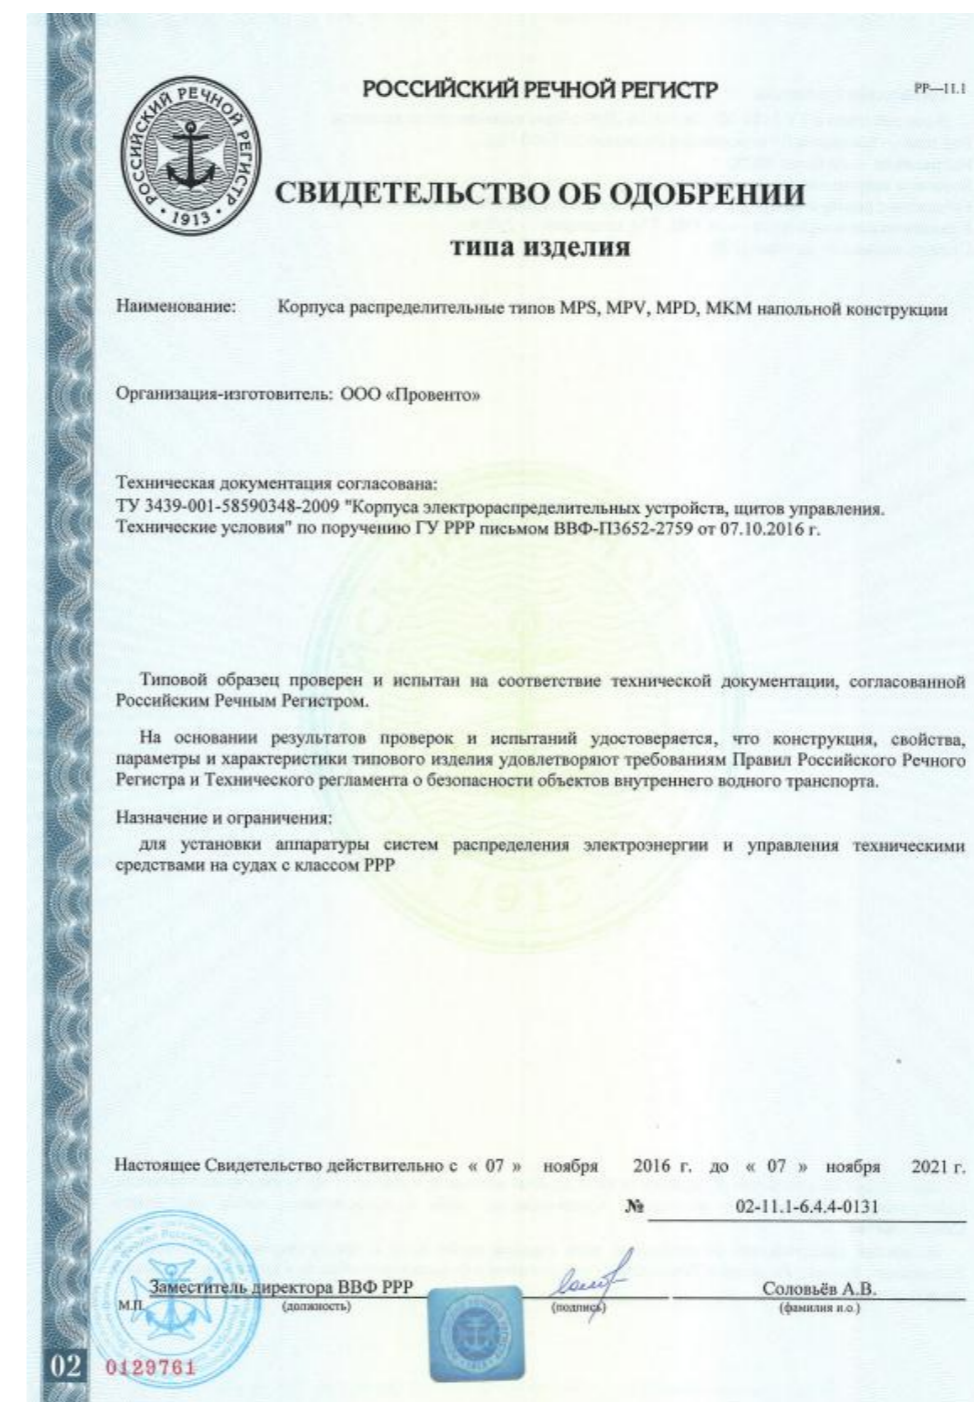 РОССИЙСКИЙ РЕЧНОЙ РЕГИСТР
РР—11.1
РОССИЙСКИЙ РЕЧНОЙ РЕГИСТР
· 1913 ·
СВИДЕТЕЛЬСТВО ОБ ОДОБРЕНИИ
типа изделия
Наименование: Корпуса распределительные типов MPS, MPV, MPD, MKM напольной конструкции
Организация-изготовитель: ООО «Провенто»
Техническая документация согласована:
ТУ 3439-001-58590348-2009 "Корпуса электрораспределительных устройств, щитов управления.
Технические условия" по поручению ГУ РРР письмом ВВФ-П3652-2759 от 07.10.2016 г.
Типовой образец проверен и испытан на соответствие технической документации, согласованной
Российским Речным Регистром.
На основании результатов проверок и испытаний удостоверяется, что конструкция, свойства,
параметры и характеристики типового изделия удовлетворяют требованиям Правил Российского Речного
Регистра и Технического регламента о безопасности объектов внутреннего водного транспорта.
Назначение и ограничения:
для установки аппаратуры систем распределения электроэнергии и управления техническими
средствами на судах с классом РРР
· 1913 ·
Настоящее Свидетельство действительно с « 07 » ноября 2016 г. до « 07 » ноября 2021 г.
№ 02-11.1-6.4.4-0131
Заместитель директора ВВФ РРР
Соловьёв А.В.
М.П. (должность) (подпись) (фамилия и.о.)
02 0129761